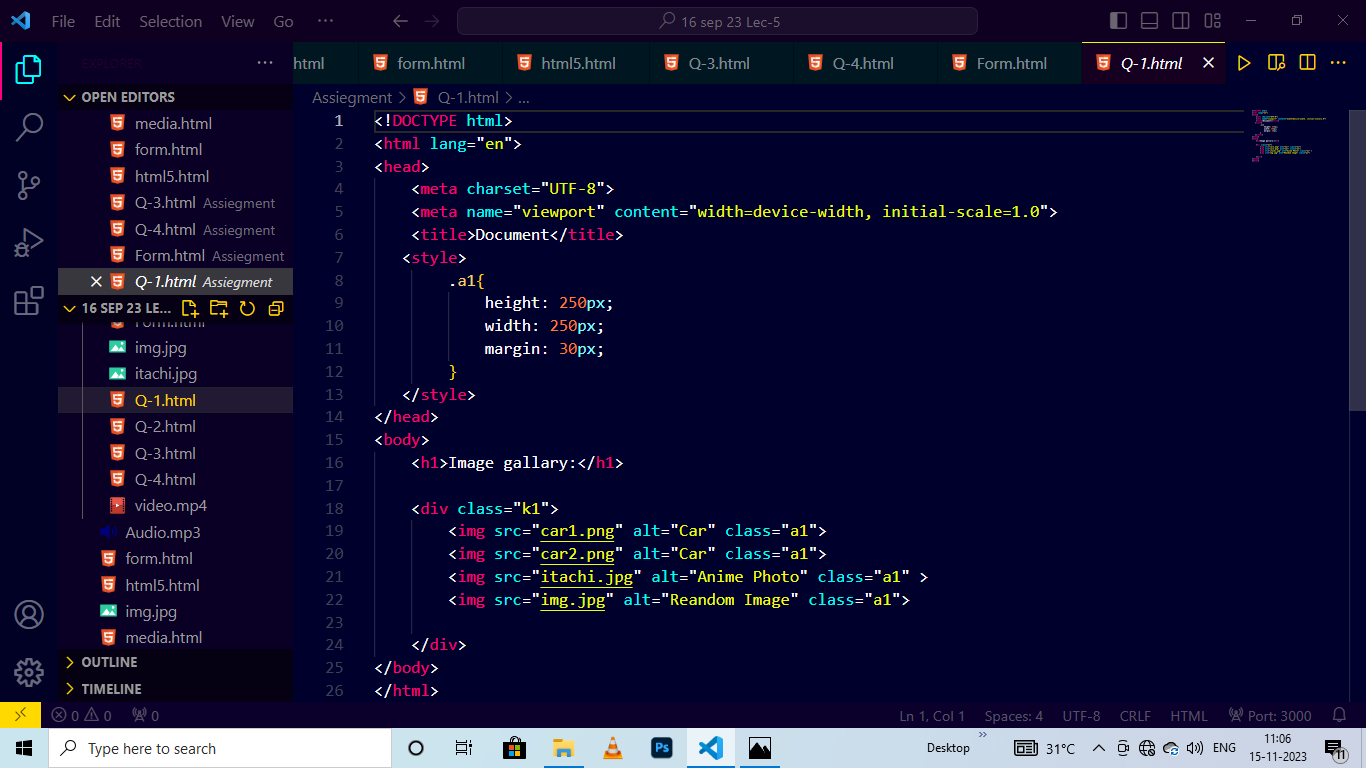 File Edit Selection View Go ··· 16 sep 23 Lec-5
EXPLORER ···
html form.html html5.html Q-3.html Q-4.html Form.html Q-1.html
OPEN EDITORS
media.html
form.html
html5.html
Q-3.html Assiegment
Q-4.html Assiegment
Form.html Assiegment
Q-1.html Assiegment
16 SEP 23 LE...
Form.html
img.jpg
itachi.jpg
Q-1.html
Q-2.html
Q-3.html
Q-4.html
video.mp4
Audio.mp3
form.html
html5.html
img.jpg
media.html
OUTLINE
TIMELINE
Assiegment > Q-1.html > ...
1 <!DOCTYPE html>
2 <html lang="en">
3 <head>
4 <meta charset="UTF-8">
5 <meta name="viewport" content="width=device-width, initial-scale=1.0">
6 <title>Document</title>
7 <style>
8 .a1{
9 height: 250px;
10 width: 250px;
11 margin: 30px;
12 }
13 </style>
14 </head>
15 <body>
16 <h1>Image gallary:</h1>
17
18 <div class="k1">
19 <img src="car1.png" alt="Car" class="a1">
20 <img src="car2.png" alt="Car" class="a1">
21 <img src="itachi.jpg" alt="Anime Photo" class="a1" >
22 <img src="img.jpg" alt="Reandom Image" class="a1">
23
24 </div>
25 </body>
26 </html>
0 0 0 Ln 1, Col 1 Spaces: 4 UTF-8 CRLF HTML Port: 3000
Type here to search Ps Desktop » 31°C ENG 11:06
15-11-2023 11